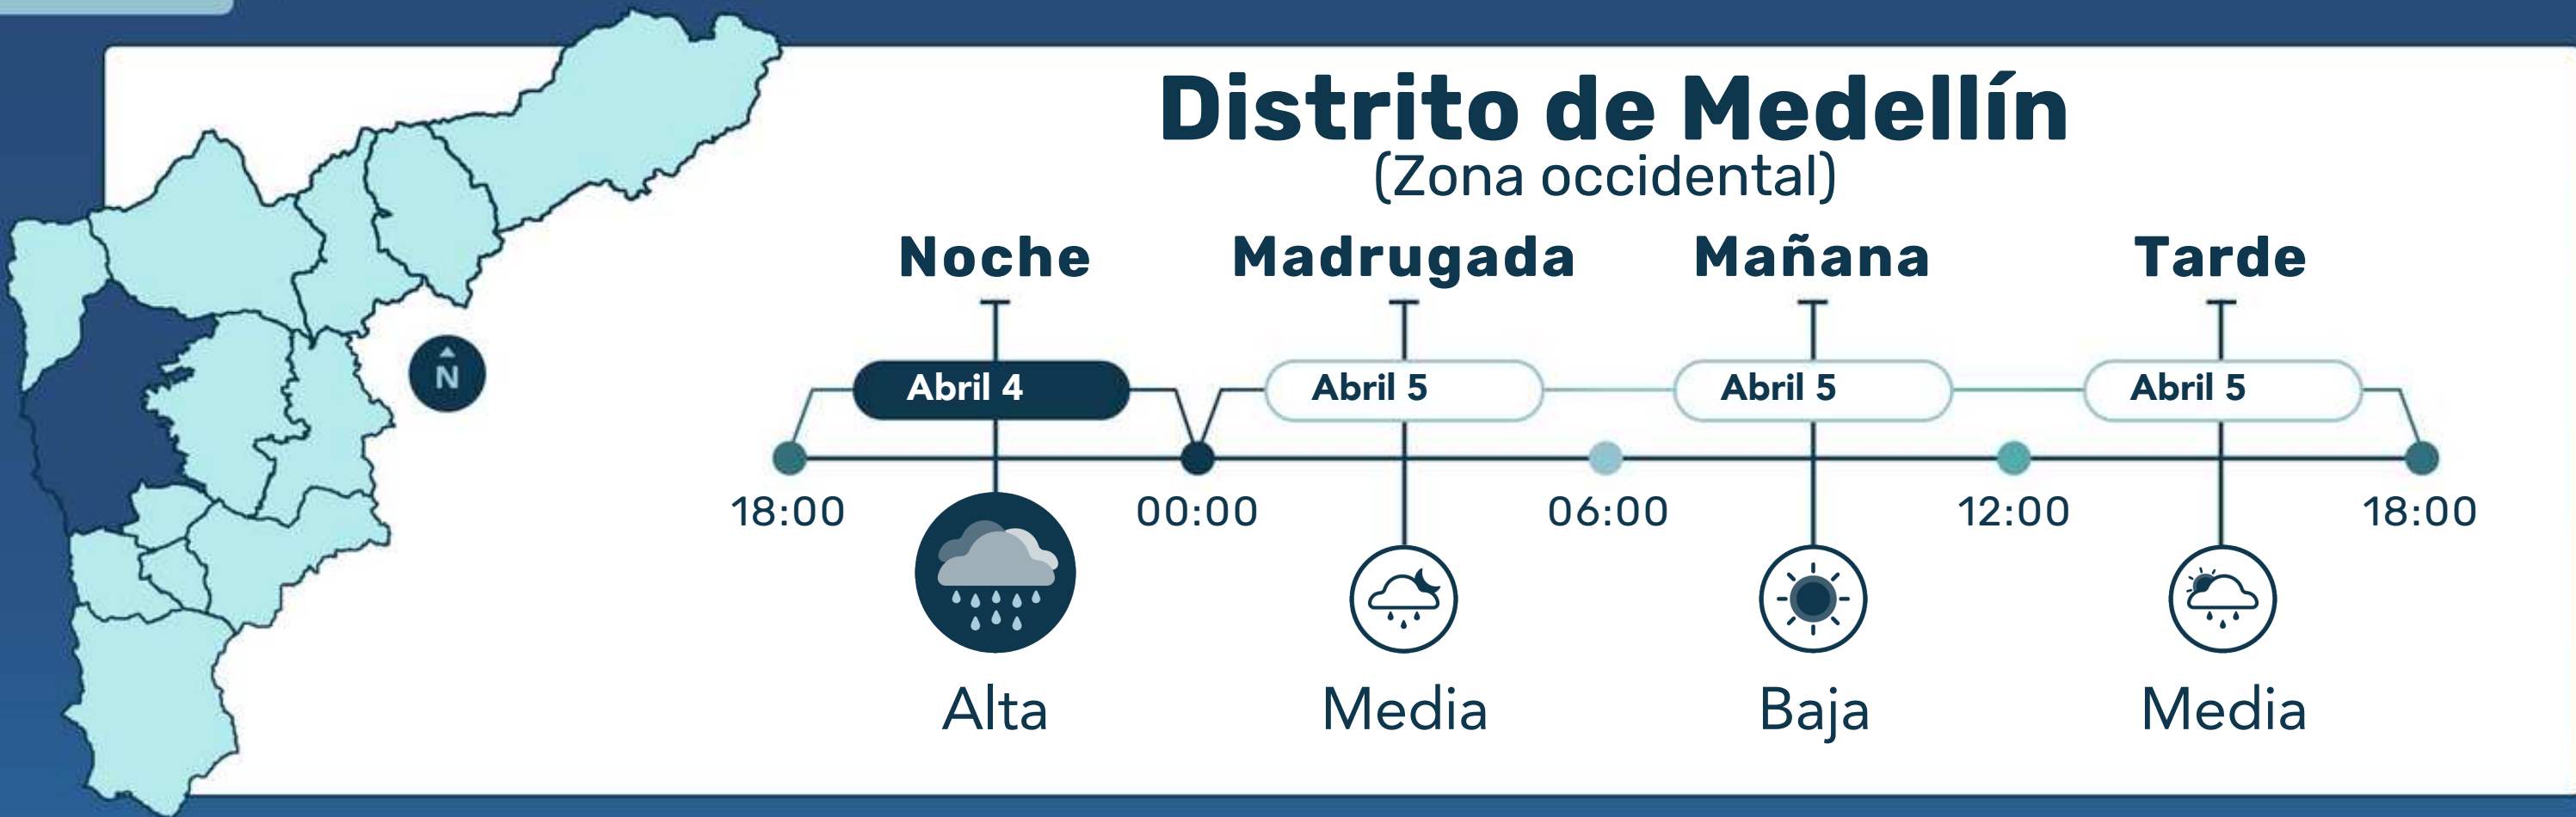 Distrito de Medellín
(Zona occidental)
Noche Madrugada Mañana Tarde
Abril 4 Abril 5 Abril 5 Abril 5
N
18:00 00:00 06:00 12:00 18:00
Alta Media Baja Media